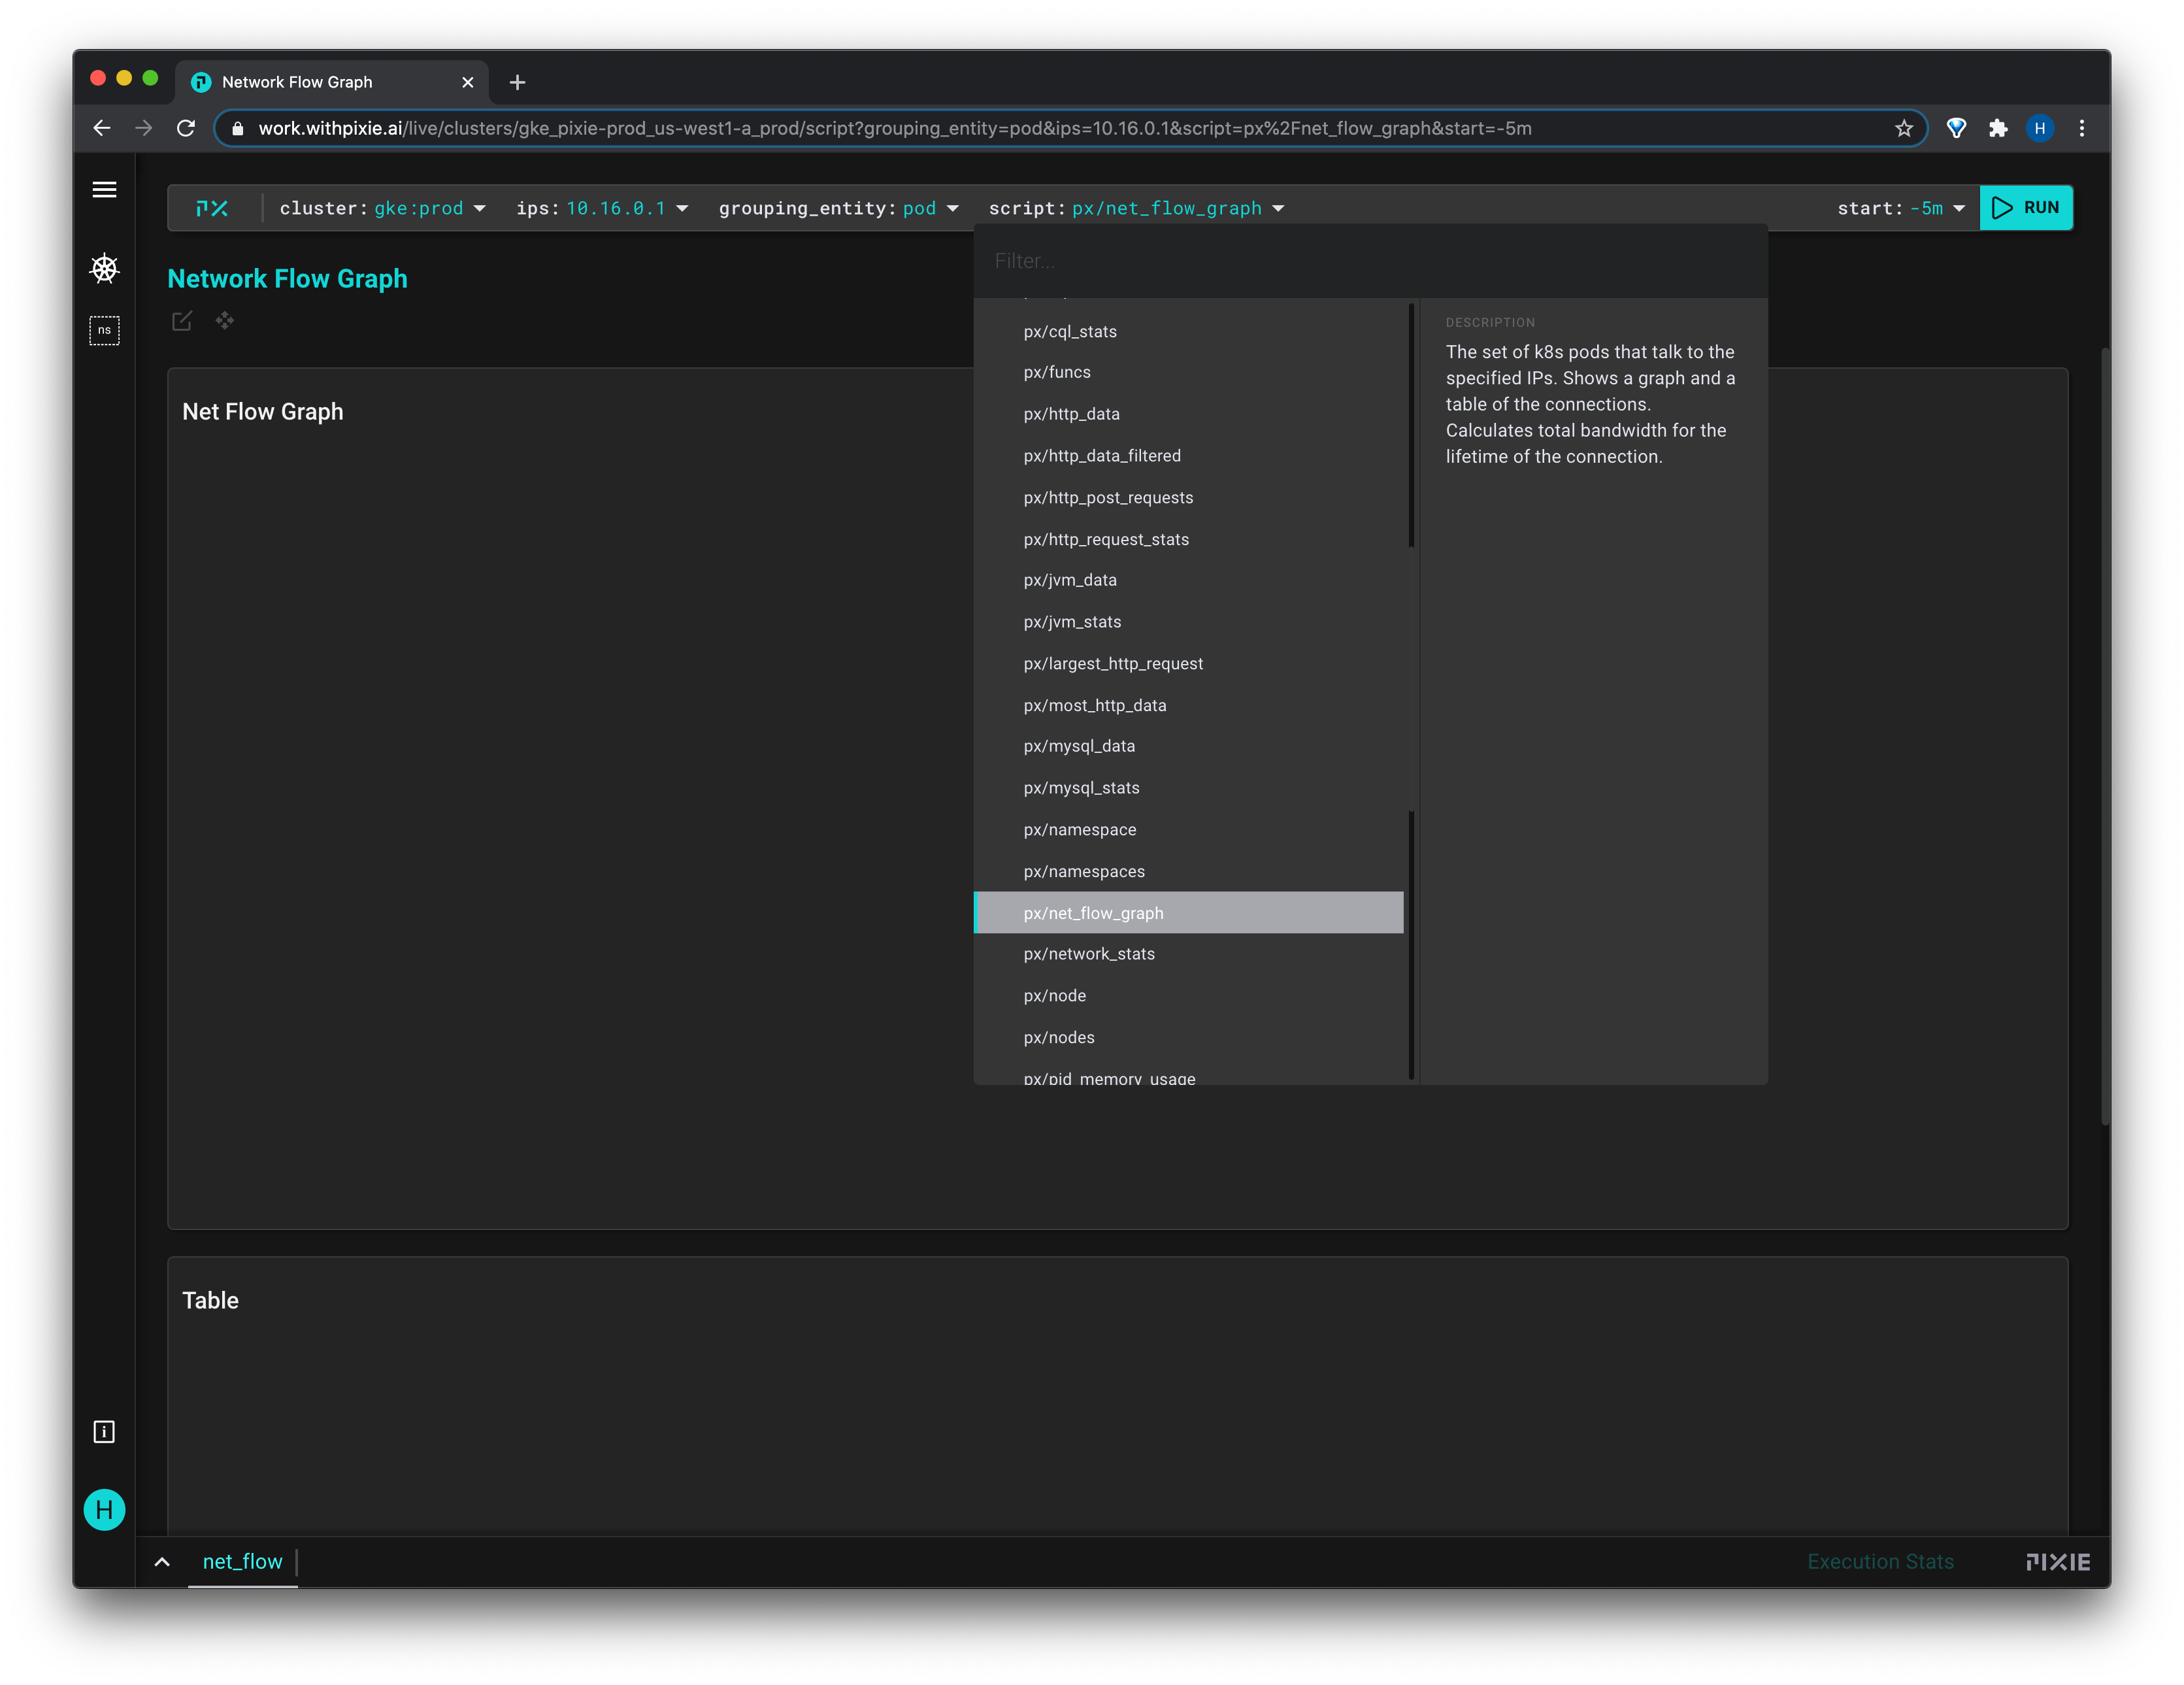 Network Flow Graph
work.withpixie.ai/live/clusters/gke_pixie-prod_us-west1-a_prod/script?grouping_entity=pod&ips=10.16.0.1&script=px%2Fnet_flow_graph&start=-5m
H
cluster: gke:prod ips: 10.16.0.1 grouping_entity: pod script: px/net_flow_graph start: -5m RUN
Network Flow Graph
ns
Net Flow Graph
Filter...
px/cql_stats
px/funcs
px/http_data
px/http_data_filtered
px/http_post_requests
px/http_request_stats
px/jvm_data
px/jvm_stats
px/largest_http_request
px/most_http_data
px/mysql_data
px/mysql_stats
px/namespace
px/namespaces
px/net_flow_graph
px/network_stats
px/node
px/nodes
px/pid_memory_usage
DESCRIPTION
The set of k8s pods that talk to the
specified IPs. Shows a graph and a
table of the connections.
Calculates total bandwidth for the
lifetime of the connection.
Table
H
net_flow
Execution Stats
PIXIE